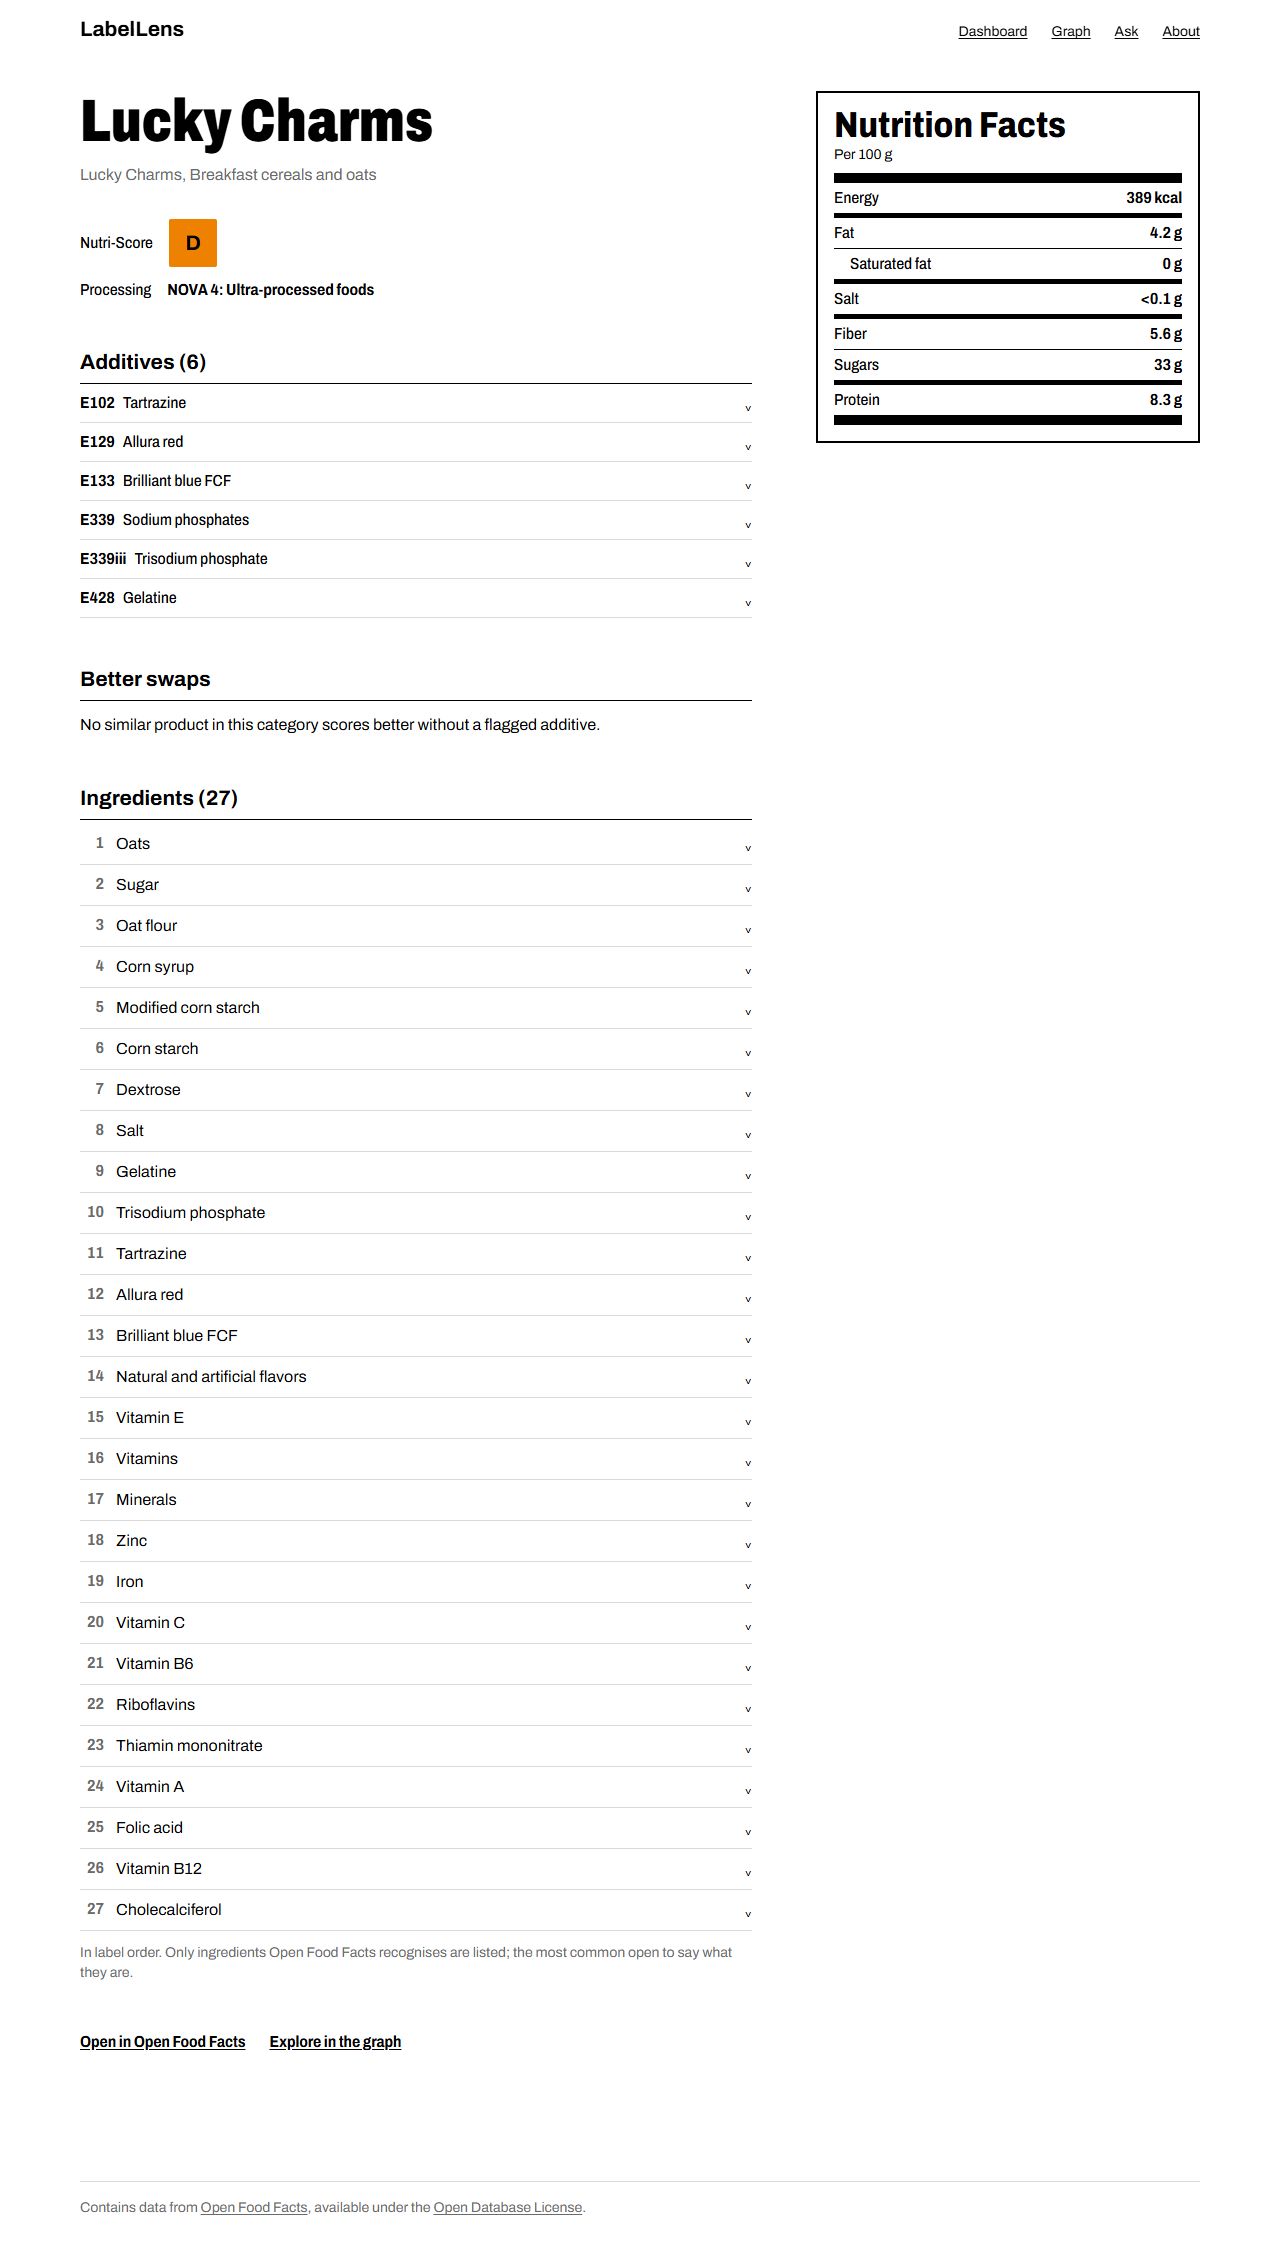 LabelLens
Dashboard Graph Ask About
Lucky Charms
Lucky Charms, Breakfast cereals and oats
Nutri-Score D
Processing NOVA 4: Ultra-processed foods
Nutrition Facts
Per 100 g
Energy 389 kcal
Fat 4.2 g
Saturated fat 0 g
Salt <0.1 g
Fiber 5.6 g
Sugars 33 g
Protein 8.3 g
Additives (6)
E102 Tartrazine v
E129 Allura red v
E133 Brilliant blue FCF v
E339 Sodium phosphates v
E339iii Trisodium phosphate v
E428 Gelatine v
Better swaps
No similar product in this category scores better without a flagged additive.
Ingredients (27)
1 Oats v
2 Sugar v
3 Oat flour v
4 Corn syrup v
5 Modified corn starch v
6 Corn starch v
7 Dextrose v
8 Salt v
9 Gelatine v
10 Trisodium phosphate v
11 Tartrazine v
12 Allura red v
13 Brilliant blue FCF v
14 Natural and artificial flavors v
15 Vitamin E v
16 Vitamins v
17 Minerals v
18 Zinc v
19 Iron v
20 Vitamin C v
21 Vitamin B6 v
22 Riboflavins v
23 Thiamin mononitrate v
24 Vitamin A v
25 Folic acid v
26 Vitamin B12 v
27 Cholecalciferol v
In label order. Only ingredients Open Food Facts recognises are listed; the most common open to say what
they are.
Open in Open Food Facts Explore in the graph
Contains data from Open Food Facts, available under the Open Database License.